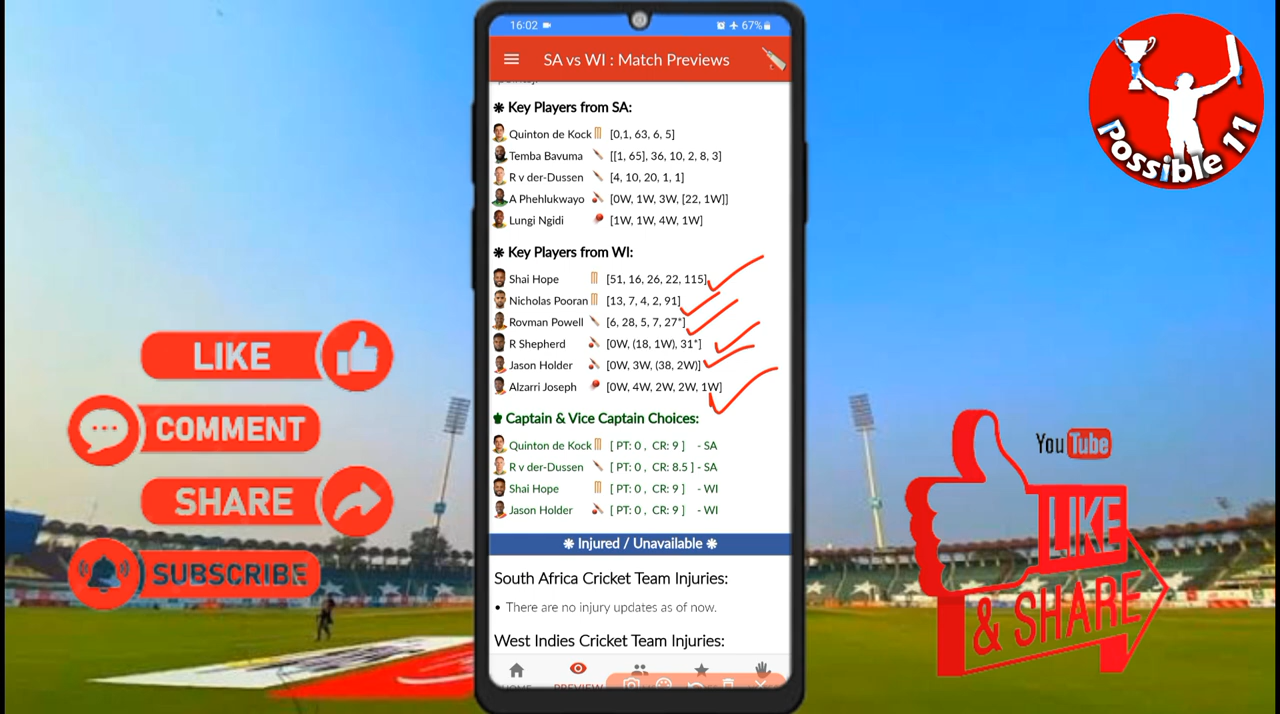 16:02
67%
SA vs WI : Match Previews
❋ Key Players from SA:
Quinton de Kock [0,1, 63, 6, 5]
Temba Bavuma [[1, 65], 36, 10, 2, 8, 3]
R v der-Dussen [4, 10, 20, 1, 1]
A Phehlukwayo [0W, 1W, 3W, [22, 1W]]
Lungi Ngidi [1W, 1W, 4W, 1W]
❋ Key Players from WI:
Shai Hope [51, 16, 26, 22, 115]
Nicholas Pooran [13, 7, 4, 2, 91]
Rovman Powell [6, 28, 5, 7, 27*]
R Shepherd [0W, (18, 1W), 31*]
Jason Holder [0W, 3W, (38, 2W)]
Alzarri Joseph [0W, 4W, 2W, 2W, 1W]
Captain & Vice Captain Choices:
Quinton de Kock [ PT: 0 , CR: 9 ] - SA
R v der-Dussen [ PT: 0 , CR: 8.5 ] - SA
Shai Hope [ PT: 0 , CR: 9 ] - WI
Jason Holder [ PT: 0 , CR: 9 ] - WI
❋ Injured / Unavailable ❋
South Africa Cricket Team Injuries:
• There are no injury updates as of now.
West Indies Cricket Team Injuries:
PREVIEW
LIKE
COMMENT
SHARE
SUBSCRIBE
Possible 11
YouTube
LIKE
& SHARE